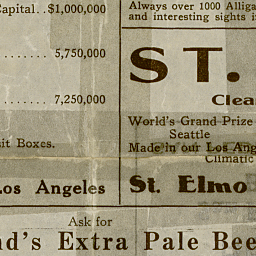 Capital..$1,000,000
........ 5,750,000
........ 7,250,000
it Boxes.
Los Angeles
Always over 1000
and interesting sights
ST.
Clea
World's Grand Prize
Seattle
Made in our Los Ang
Climatic
St. Elmo
Ask for
d's Extra Pale Bee